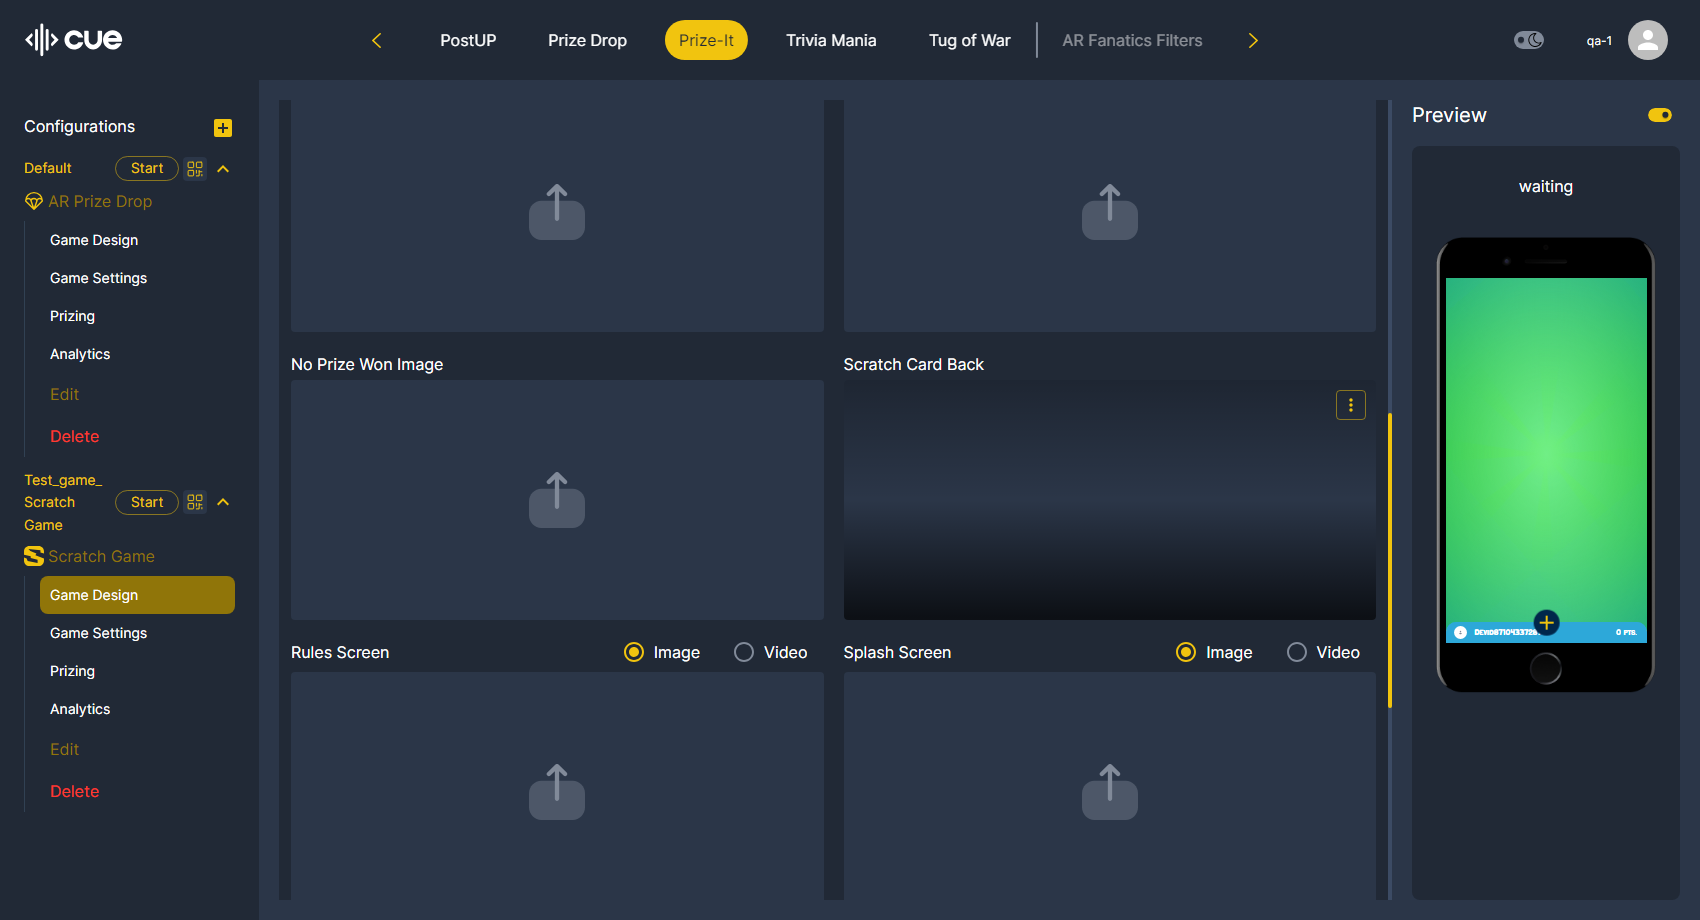 cue
PostUP
Prize Drop
Prize-It
Trivia Mania
Tug of War
AR Fanatics Filters
qa-1
Configurations
Default
Start
AR Prize Drop
Game Design
Game Settings
Prizing
Analytics
Edit
Delete
Test_game_
Scratch
Game
Start
Scratch Game
Game Design
Game Settings
Prizing
Analytics
Edit
Delete
No Prize Won Image
Scratch Card Back
Rules Screen
Image
Video
Splash Screen
Image
Video
Preview
waiting
0 PTS.